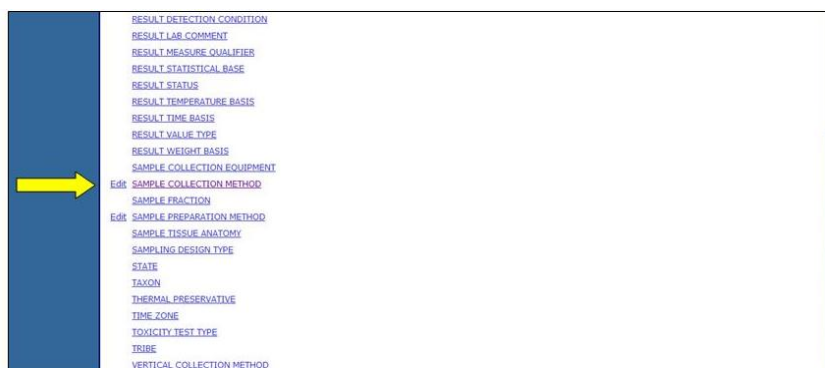 RESULT DETECTION CONDITION
RESULT LAB COMMENT
RESULT MEASURE QUALIFIER
RESULT STATISTICAL BASE
RESULT STATUS
RESULT TEMPERATURE BASIS
RESULT TIME BASIS
RESULT VALUE TYPE
RESULT WEIGHT BASIS
SAMPLE COLLECTION EQUIPMENT
Edit SAMPLE COLLECTION METHOD
SAMPLE FRACTION
Edit SAMPLE PREPARATION METHOD
SAMPLE TISSUE ANATOMY
SAMPLING DESIGN TYPE
STATE
TAXON
THERMAL PRESERVATIVE
TIME ZONE
TOXICITY TEST TYPE
TRIBE
VERTICAL COLLECTION METHOD